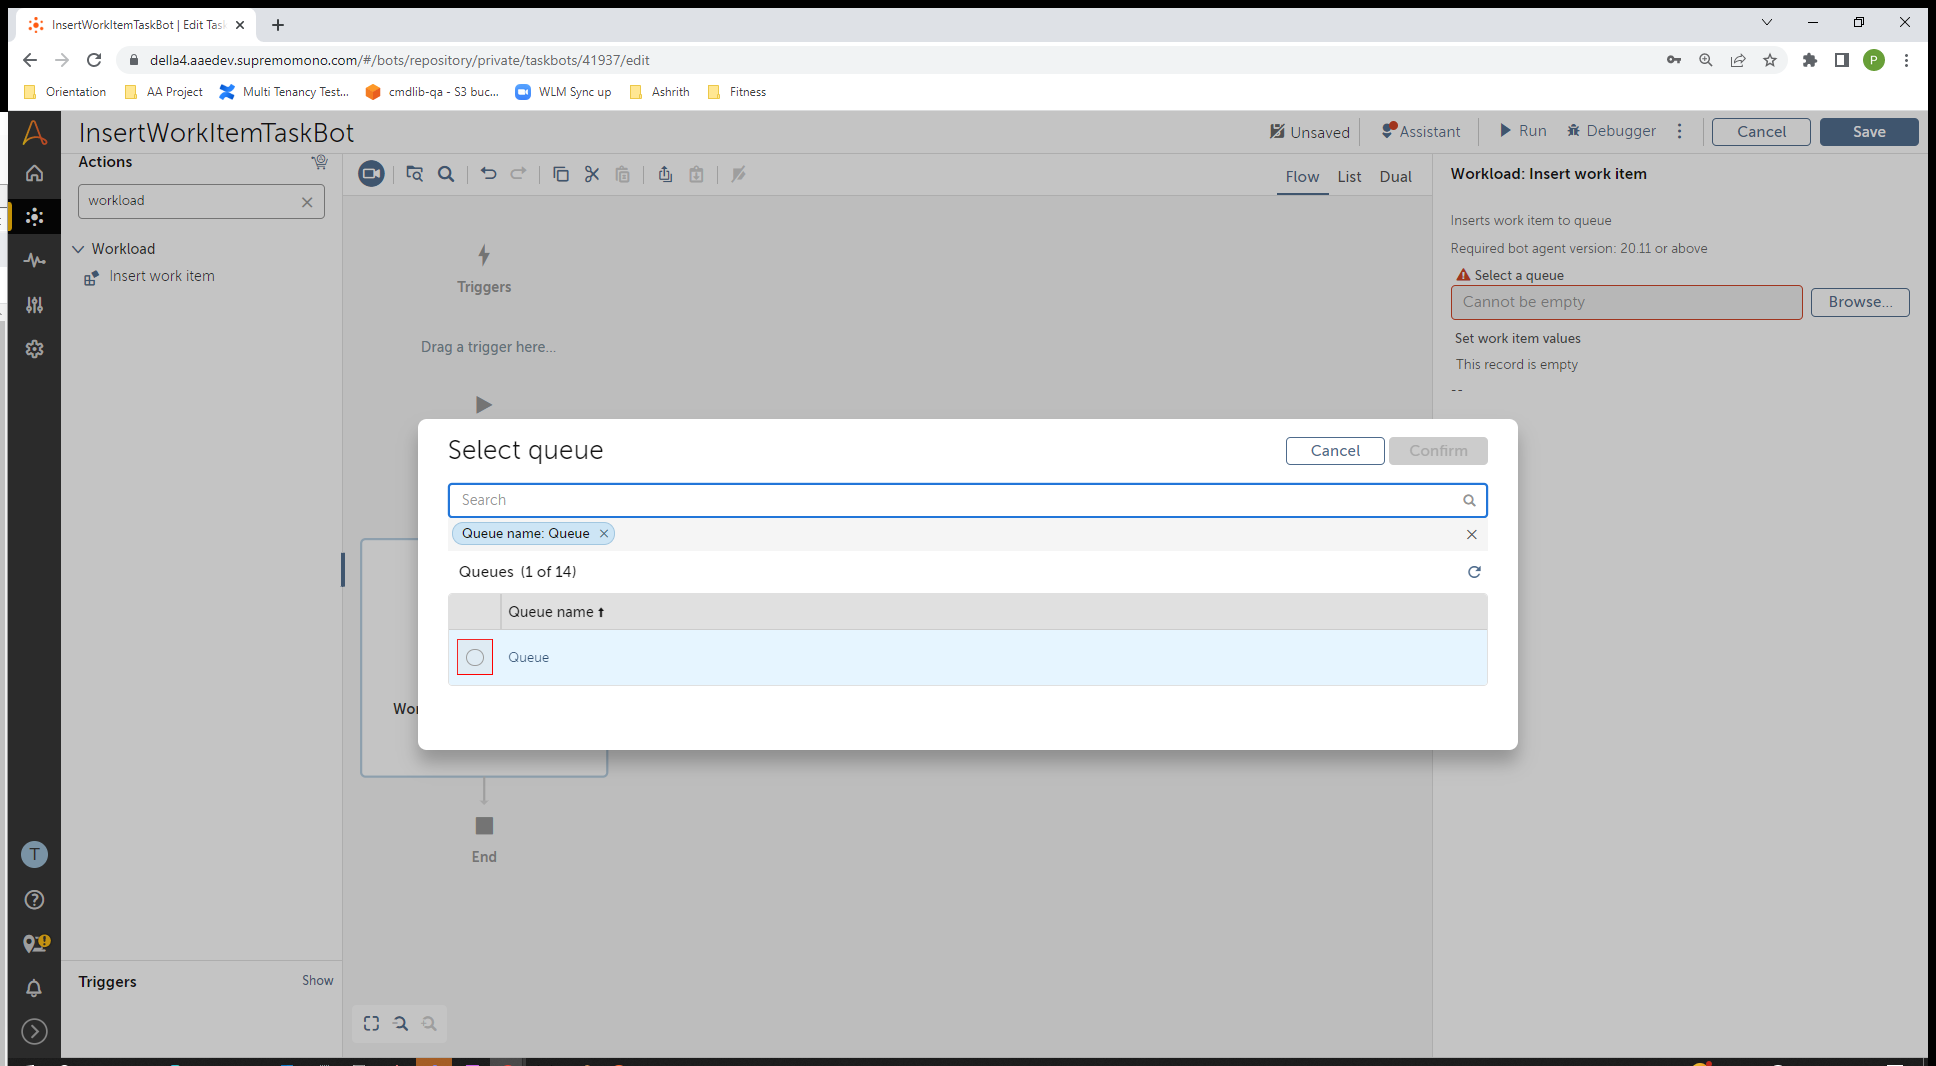 InsertWorkItemTaskBot | Edit Tas
della4.aaedev.supremomono.com/#/bots/repository/private/taskbots/41937/edit
P
Orientation AA Project Multi Tenancy Test... cmdlib-qa - S3 buc... WLM Sync up Ashrith Fitness
InsertWorkItemTaskBot
Unsaved Assistant Run Debugger Cancel Save
Actions
workload
Workload
Insert work item
Flow List Dual
Triggers
Drag a trigger here...
Workload: Insert work item
Inserts work item to queue
Required bot agent version: 20.11 or above
Select a queue
Cannot be empty Browse...
Set work item values
This record is empty
--
Select queue
Cancel Confirm
Search
Queue name: Queue
Queues (1 of 14)
Queue name
Queue
Wor
End
T
Triggers Show